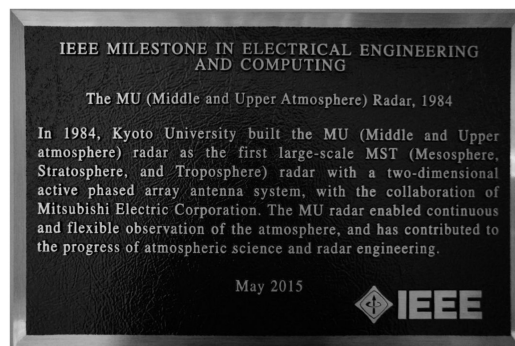 IEEE MILESTONE IN ELECTRICAL ENGINEERING
AND COMPUTING
The MU (Middle and Upper Atmosphere) Radar, 1984
In 1984, Kyoto University built the MU (Middle and Upper
atmosphere) radar as the first large-scale MST (Mesosphere,
Stratosphere, and Troposphere) radar with a two-dimensional
active phased array antenna system, with the collaboration of
Mitsubishi Electric Corporation. The MU radar enabled continuous
and flexible observation of the atmosphere, and has contributed to
the progress of atmospheric science and radar engineering.
May 2015
IEEE